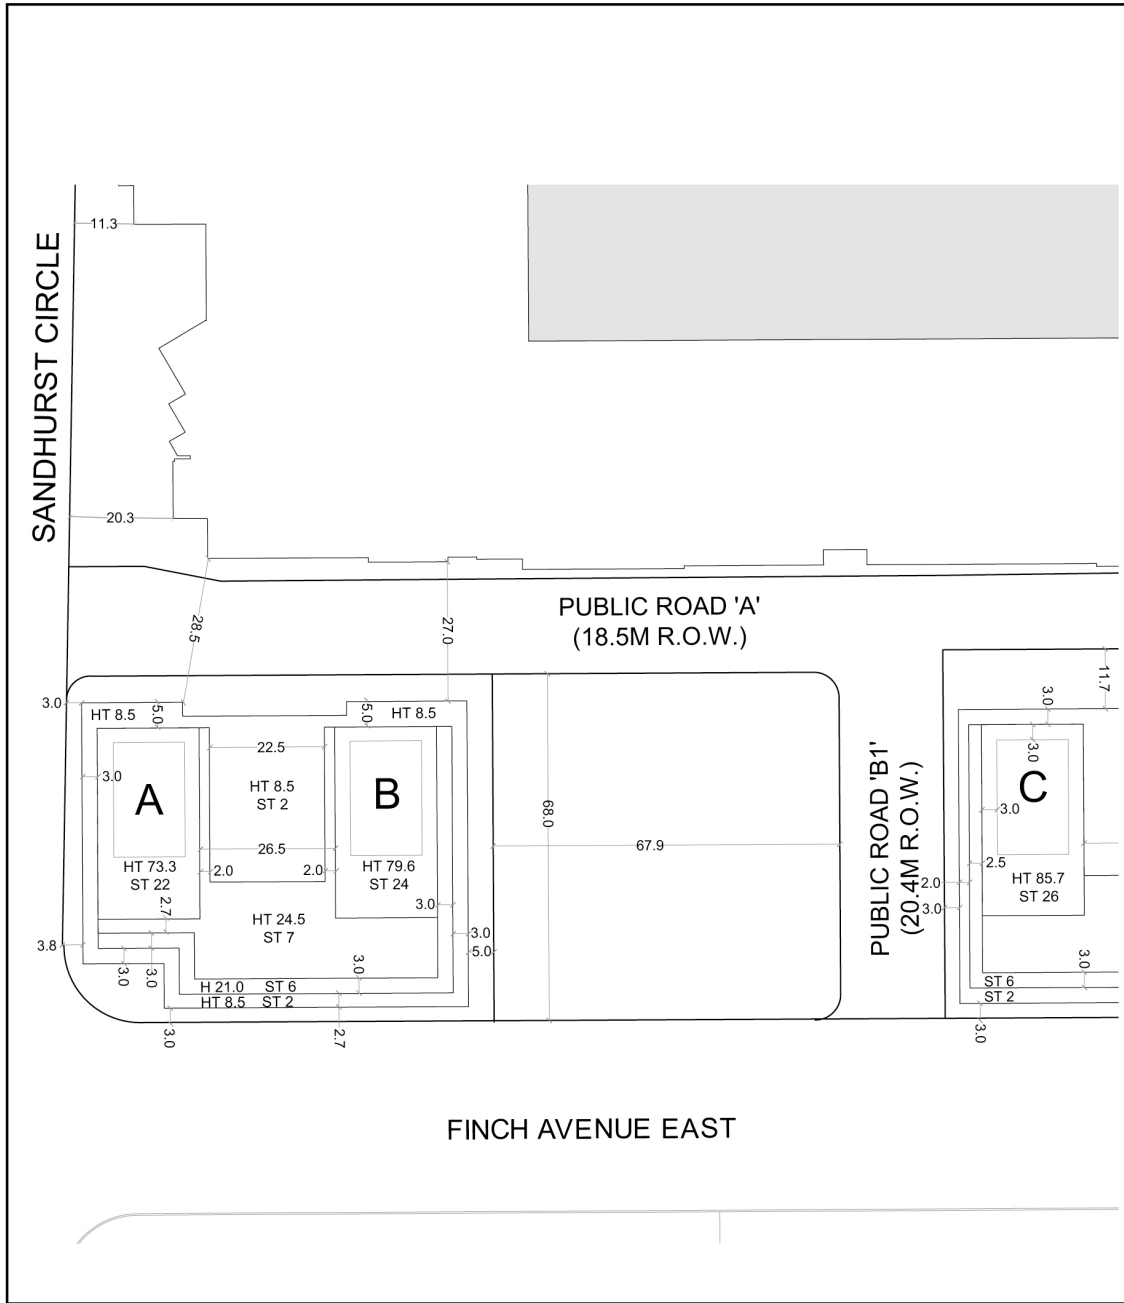 11.3
SANDHURST CIRCLE
20.3
PUBLIC ROAD 'A'
(18.5M R.O.W.)
28.5
27.0
11.7
3.0
HT 8.5
5.0
5.0
HT 8.5
3.0
22.5
3.0
3.0
A
HT 8.5
ST 2
B
C
68.0
PUBLIC ROAD 'B1'
(20.4M R.O.W.)
3.0
26.5
67.9
HT 73.3
ST 22
2.0
2.0
HT 79.6
ST 24
2.5
HT 85.7
ST 26
2.0
3.0
2.7
3.0
HT 24.5
ST 7
3.8
3.0
5.0
3.0
3.0
3.0
3.0
H 21.0 ST 6
HT 8.5 ST 2
ST 6
ST 2
3.0
2.7
3.0
FINCH AVENUE EAST